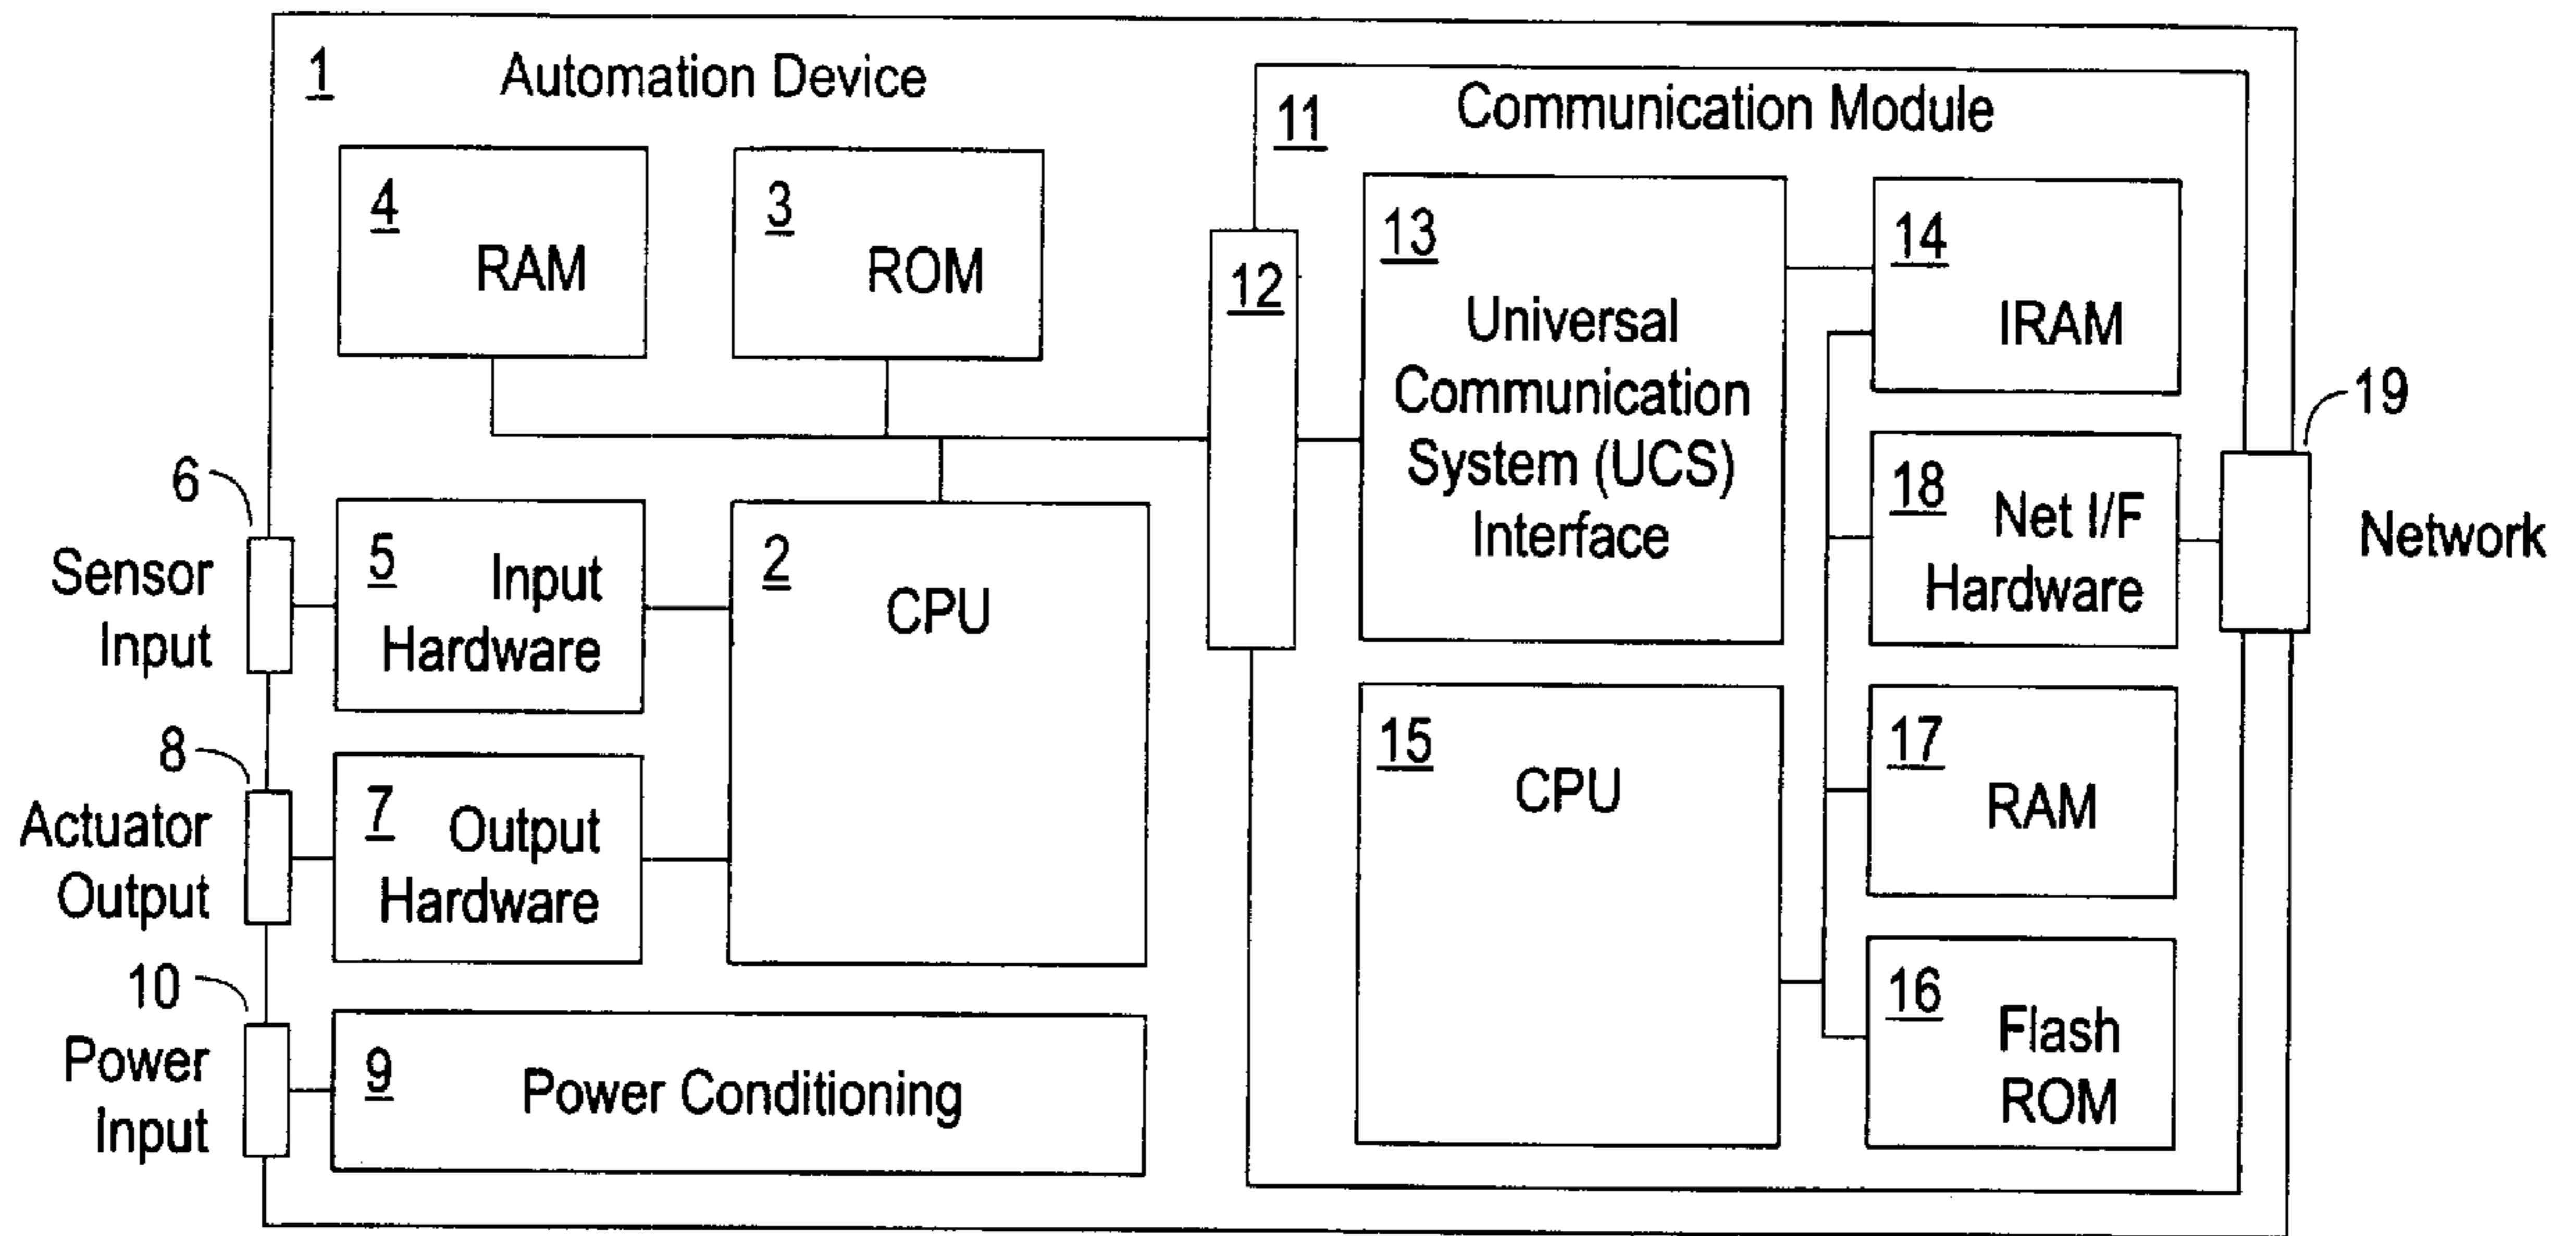 1
Automation Device
11
Communication Module
4
RAM
3
ROM
12
13
Universal
Communication
System (UCS)
Interface
14
IRAM
19
6
Sensor
Input
5
Input
Hardware
2
CPU
18
Net I/F
Hardware
Network
8
Actuator
Output
7
Output
Hardware
15
CPU
17
RAM
10
Power
Input
9
Power Conditioning
16
Flash
ROM